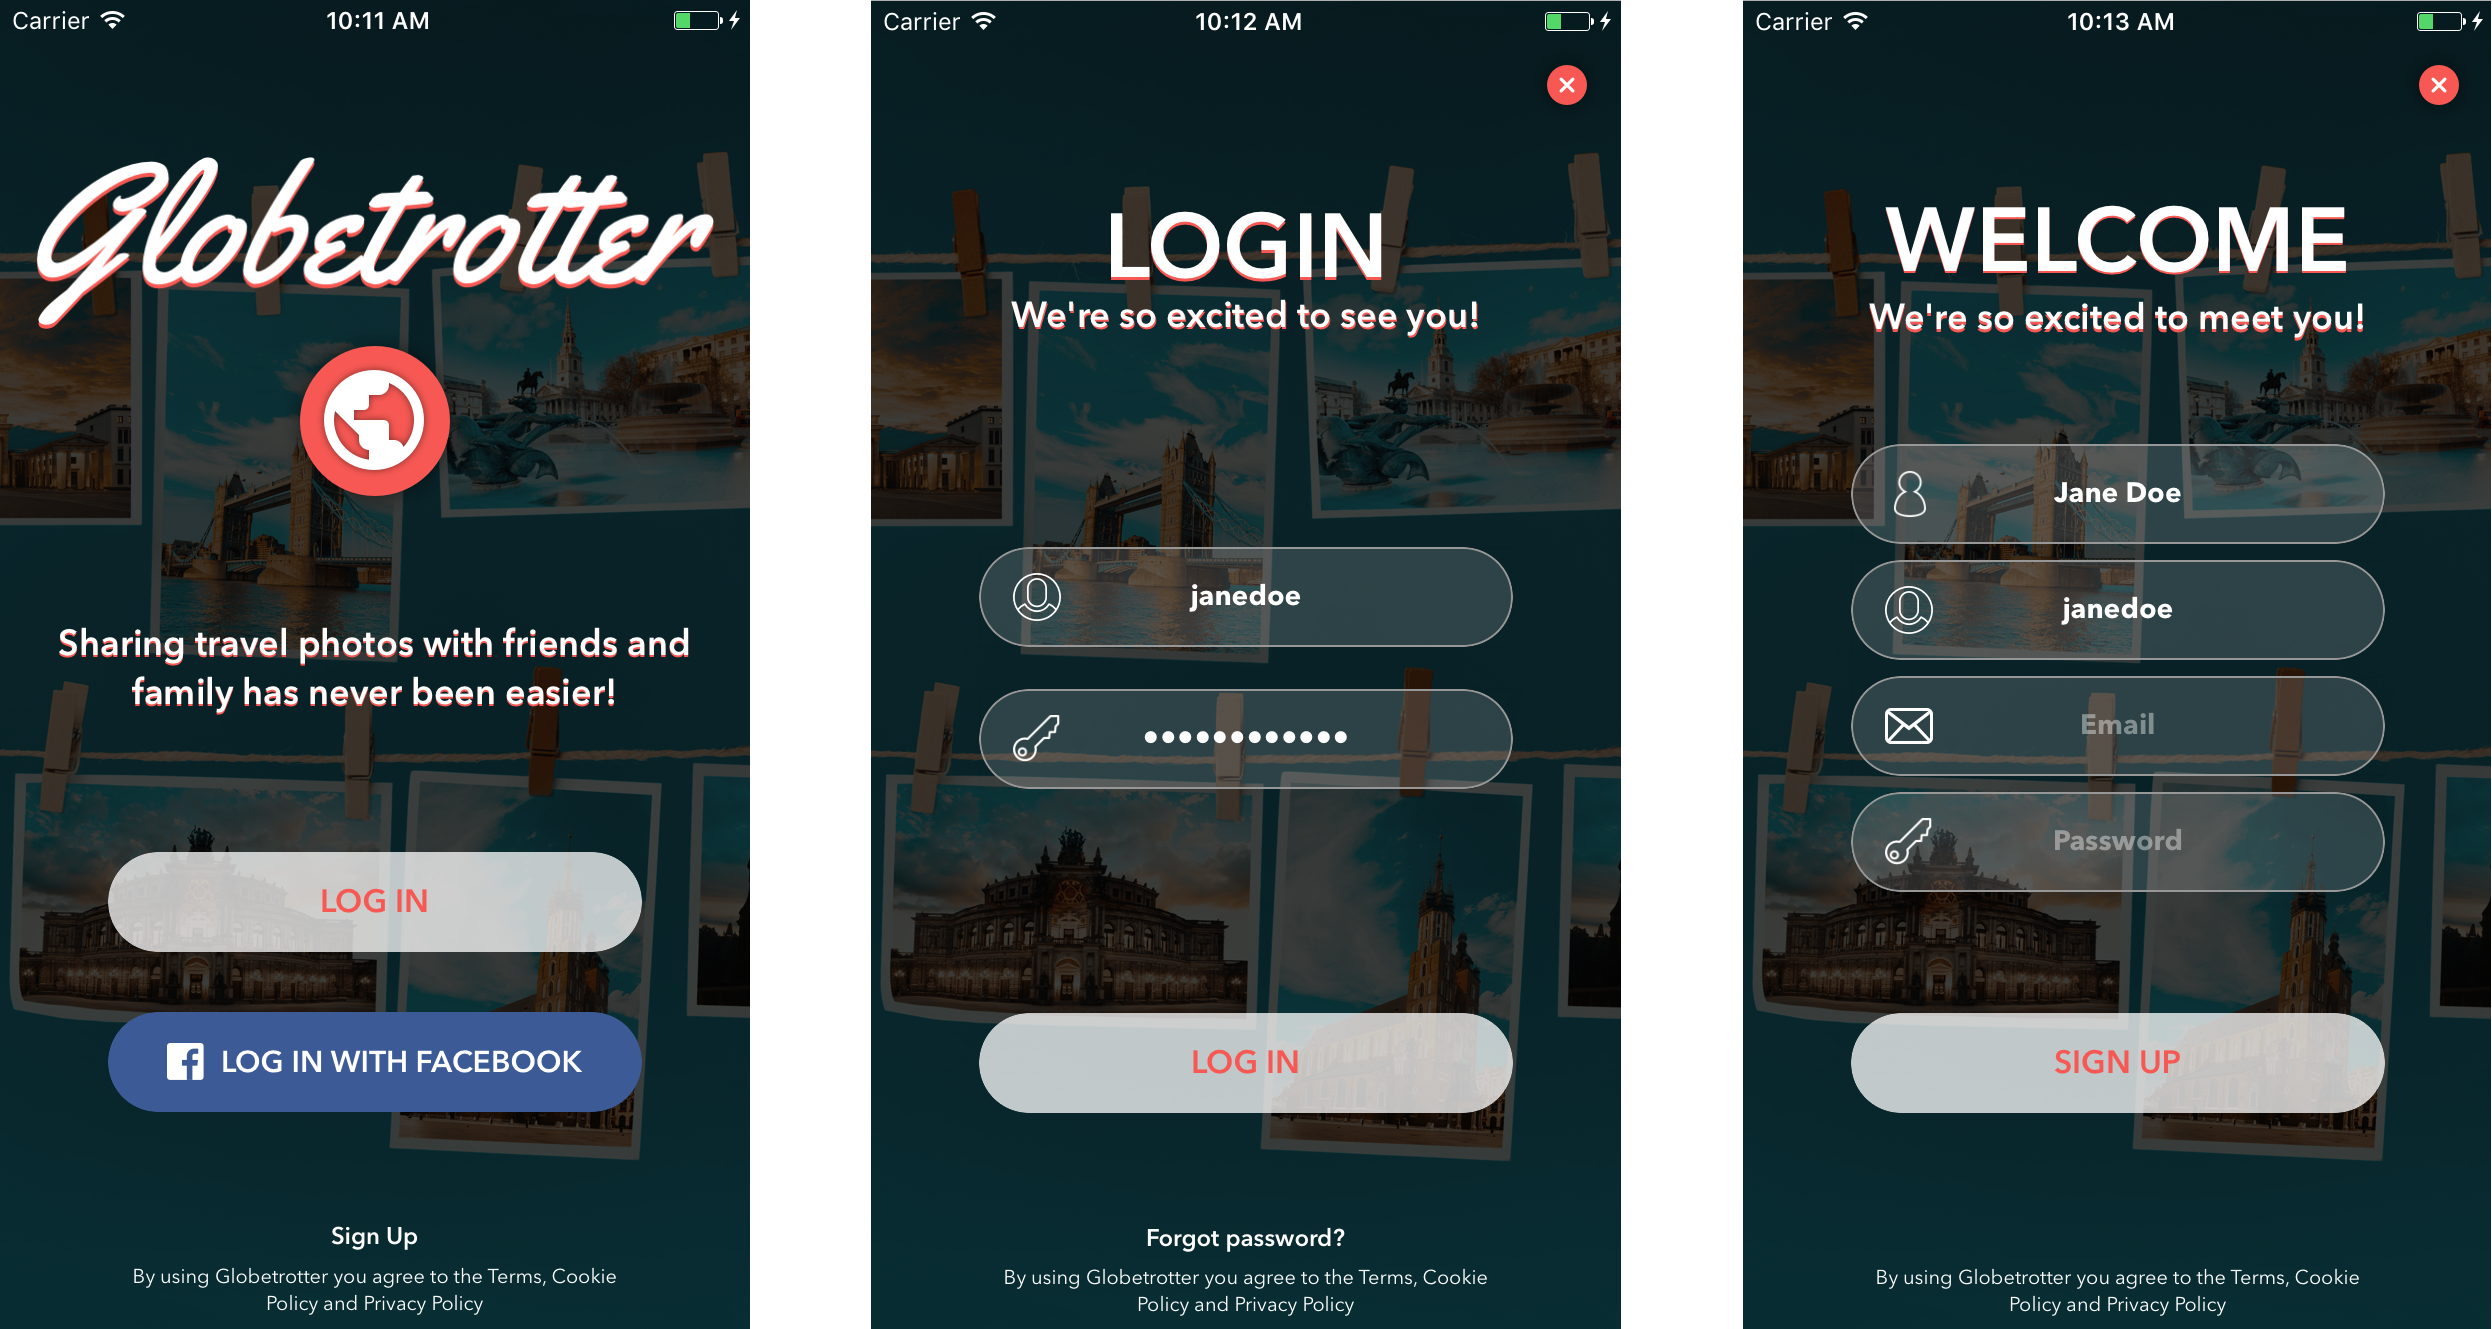 Carrier 10:11 AM
Globetrotter
Sharing travel photos with friends and
family has never been easier!
LOG IN
LOG IN WITH FACEBOOK
Sign Up
By using Globetrotter you agree to the Terms, Cookie
Policy and Privacy Policy
Carrier 10:12 AM
LOGIN
We're so excited to see you!
janedoe
••••••••••••
LOG IN
Forgot password?
By using Globetrotter you agree to the Terms, Cookie
Policy and Privacy Policy
Carrier 10:13 AM
WELCOME
We're so excited to meet you!
Jane Doe
janedoe
Email
Password
SIGN UP
By using Globetrotter you agree to the Terms, Cookie
Policy and Privacy Policy